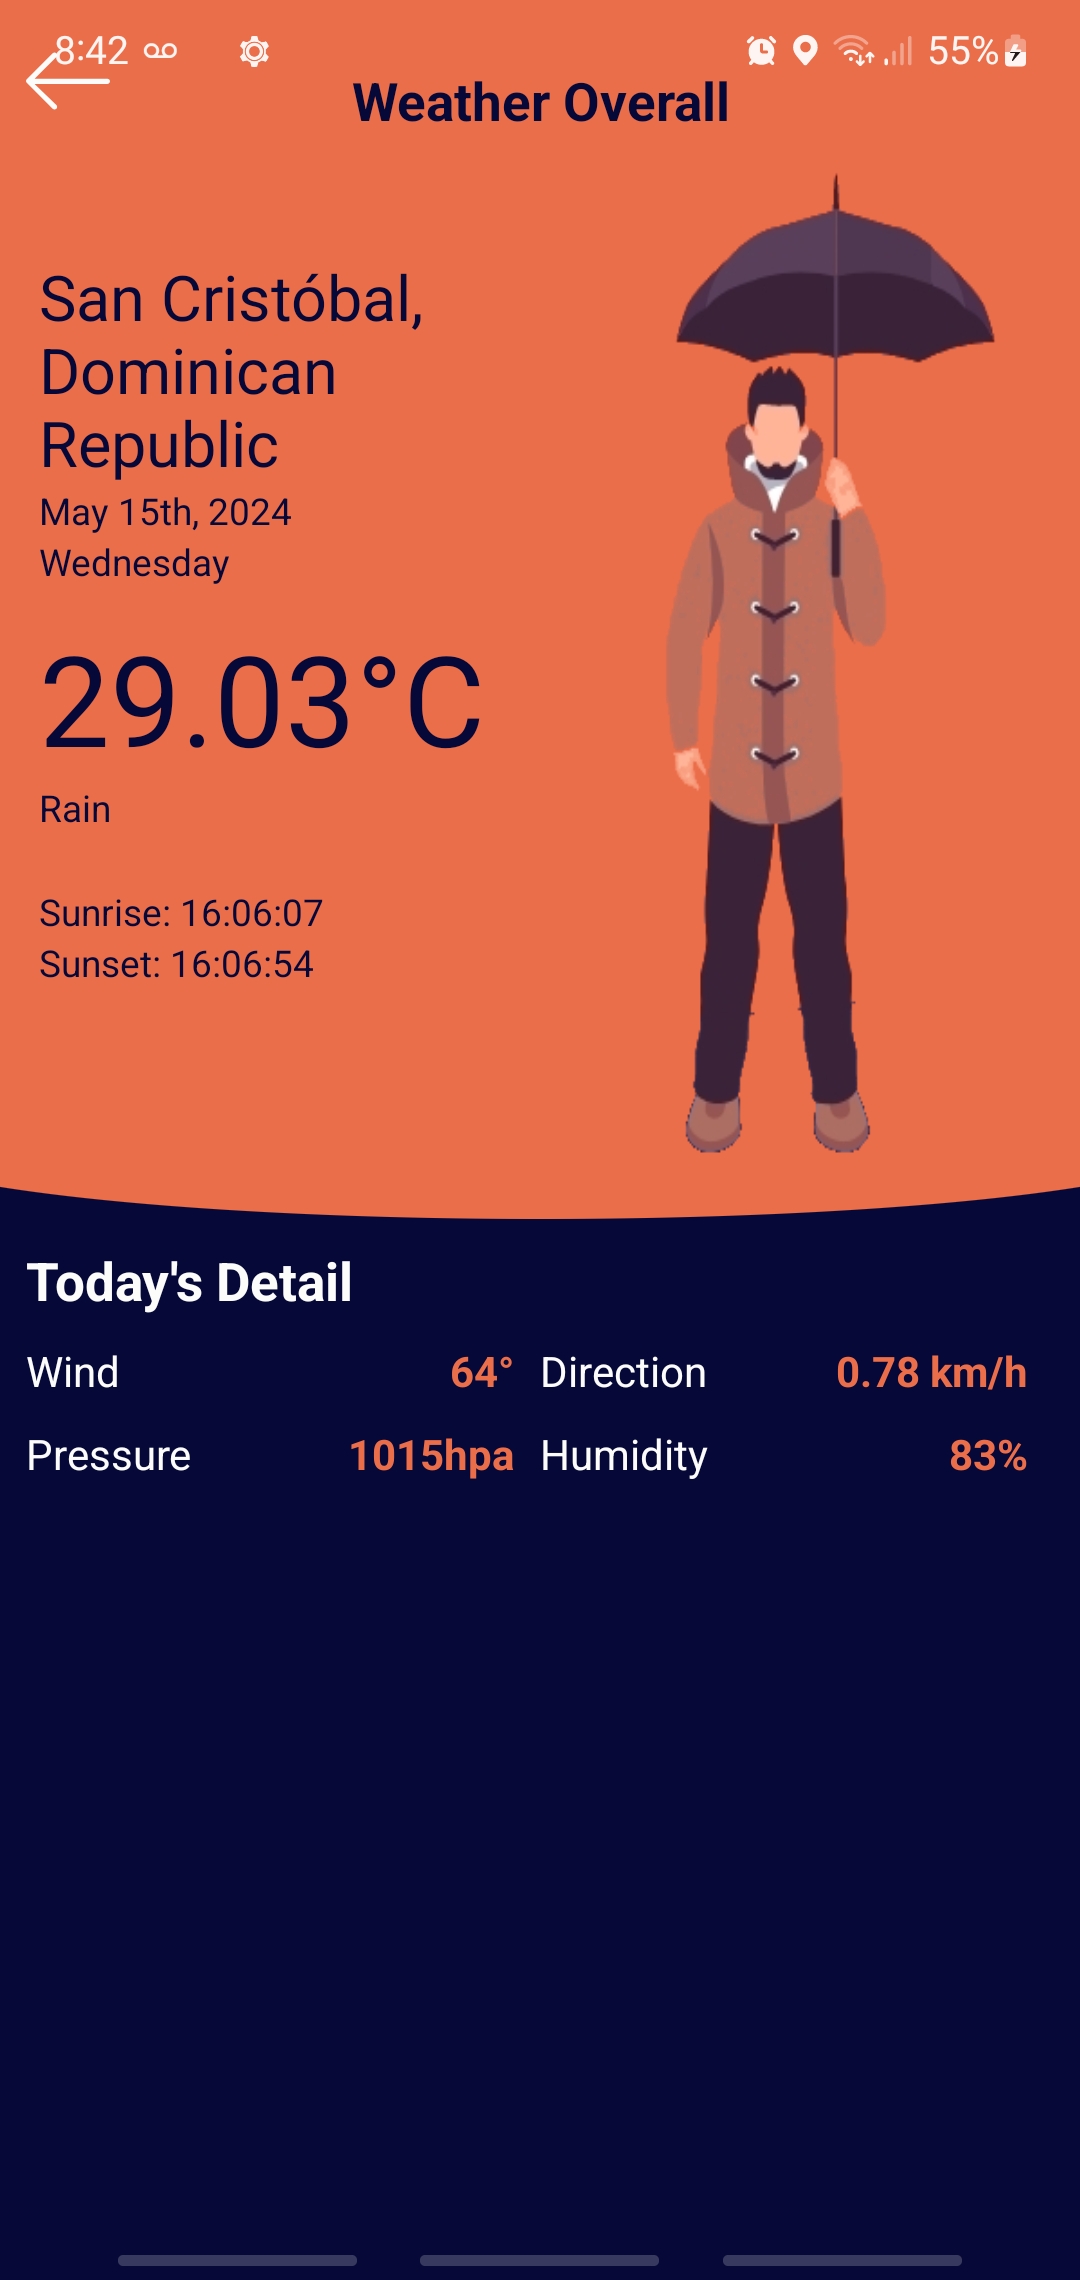 8:42
55%
Weather Overall
San Cristóbal,
Dominican
Republic
May 15th, 2024
Wednesday
29.03°C
Rain
Sunrise: 16:06:07
Sunset: 16:06:54
Today's Detail
Wind 64° Direction 0.78 km/h
Pressure 1015hpa Humidity 83%